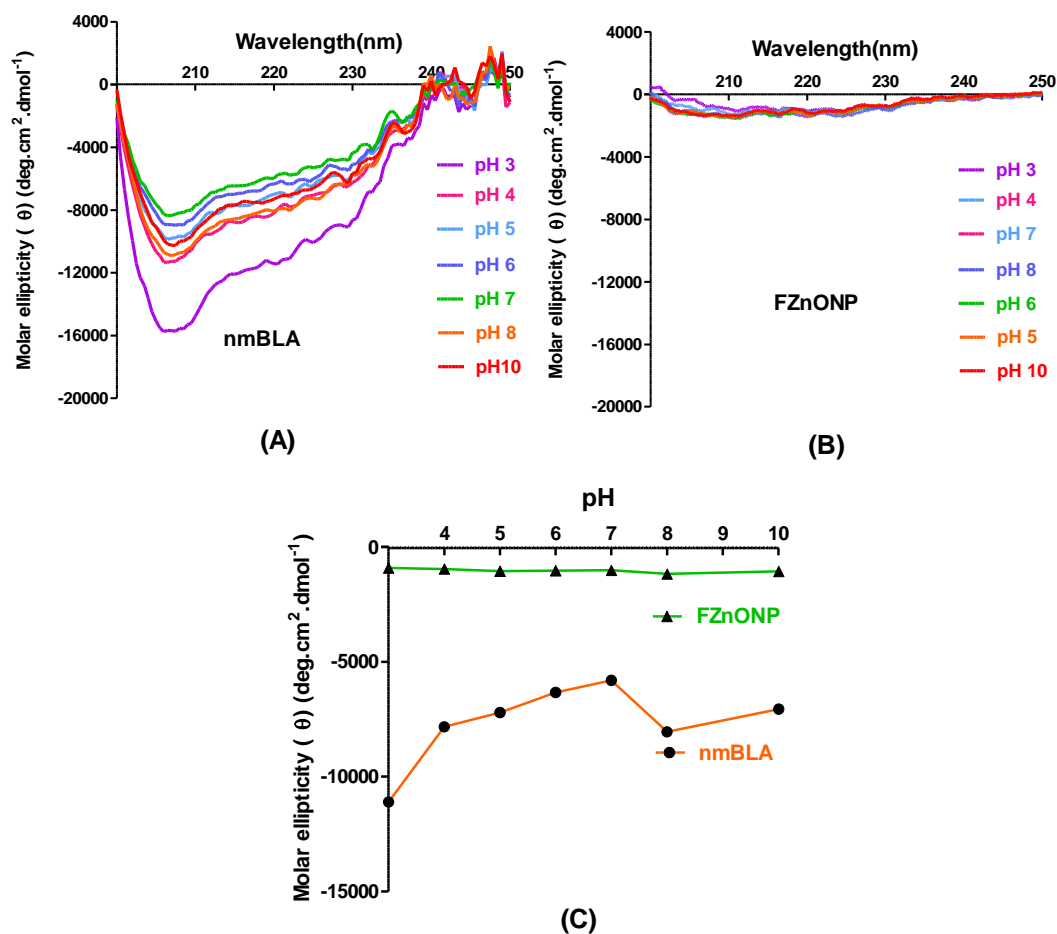 4000
Wavelength(nm)
0
210
220
230
240
250
-4000
-8000
-12000
-16000
-20000
Molar ellipticity ( θ) (deg.cm².dmol⁻¹)
pH 3
pH 4
pH 5
pH 6
pH 7
pH 8
pH10
nmBLA
(A)
4000
Wavelength(nm)
0
210
220
230
240
250
-4000
-8000
-12000
-16000
-20000
Molar ellipticity ( θ) (deg.cm².dmol⁻¹)
pH 3
pH 4
pH 7
pH 8
pH 6
pH 5
pH 10
FZnONP
(B)
pH
4
5
6
7
8
9
10
0
-5000
-10000
-15000
Molar ellipticity ( θ) (deg.cm².dmol⁻¹)
FZnONP
nmBLA
(C)